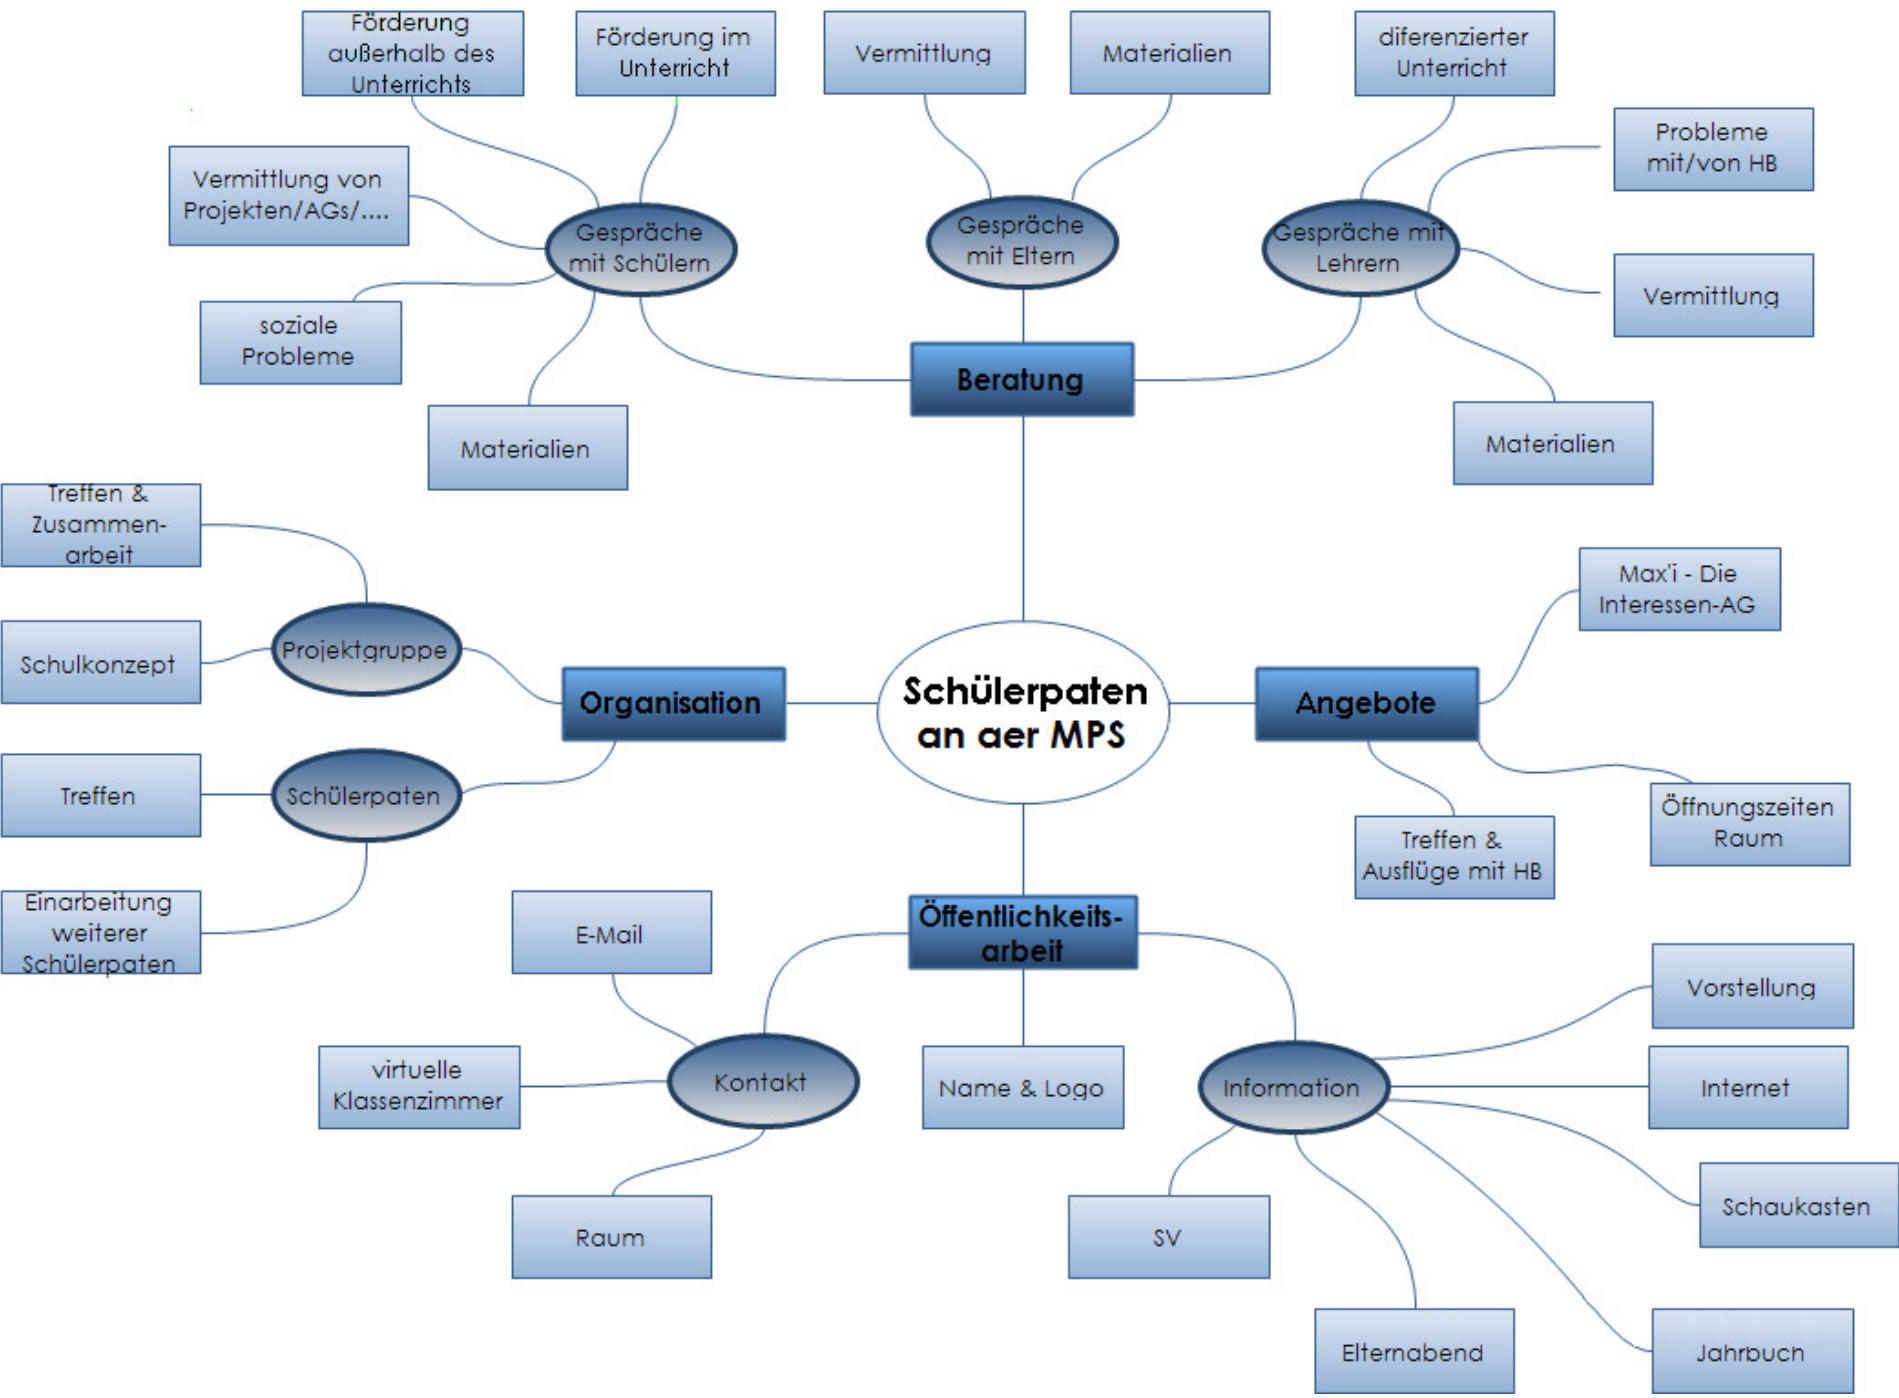 Förderung
außerhalb des
Unterrichts
Förderung im
Unterricht
Vermittlung
Materialien
diferenzierter
Unterricht
Probleme
mit/von HB
Vermittlung von
Projekten/AGs/....
Gespräche
mit Schülern
Gespräche
mit Eltern
Gespräche mit
Lehrern
Vermittlung
soziale
Probleme
Beratung
Materialien
Materialien
Treffen &
Zusammen-
arbeit
Max'i - Die
Interessen-AG
Projektgruppe
Schulkonzept
Organisation
Schülerpaten
an aer MPS
Angebote
Treffen
Schülerpaten
Öffnungszeiten
Raum
Treffen &
Ausflüge mit HB
Einarbeitung
weiterer
Schülerpaten
E-Mail
Öffentlichkeits-
arbeit
Vorstellung
virtuelle
Klassenzimmer
Kontakt
Name & Logo
Information
Internet
Schaukasten
Raum
SV
Elternabend
Jahrbuch